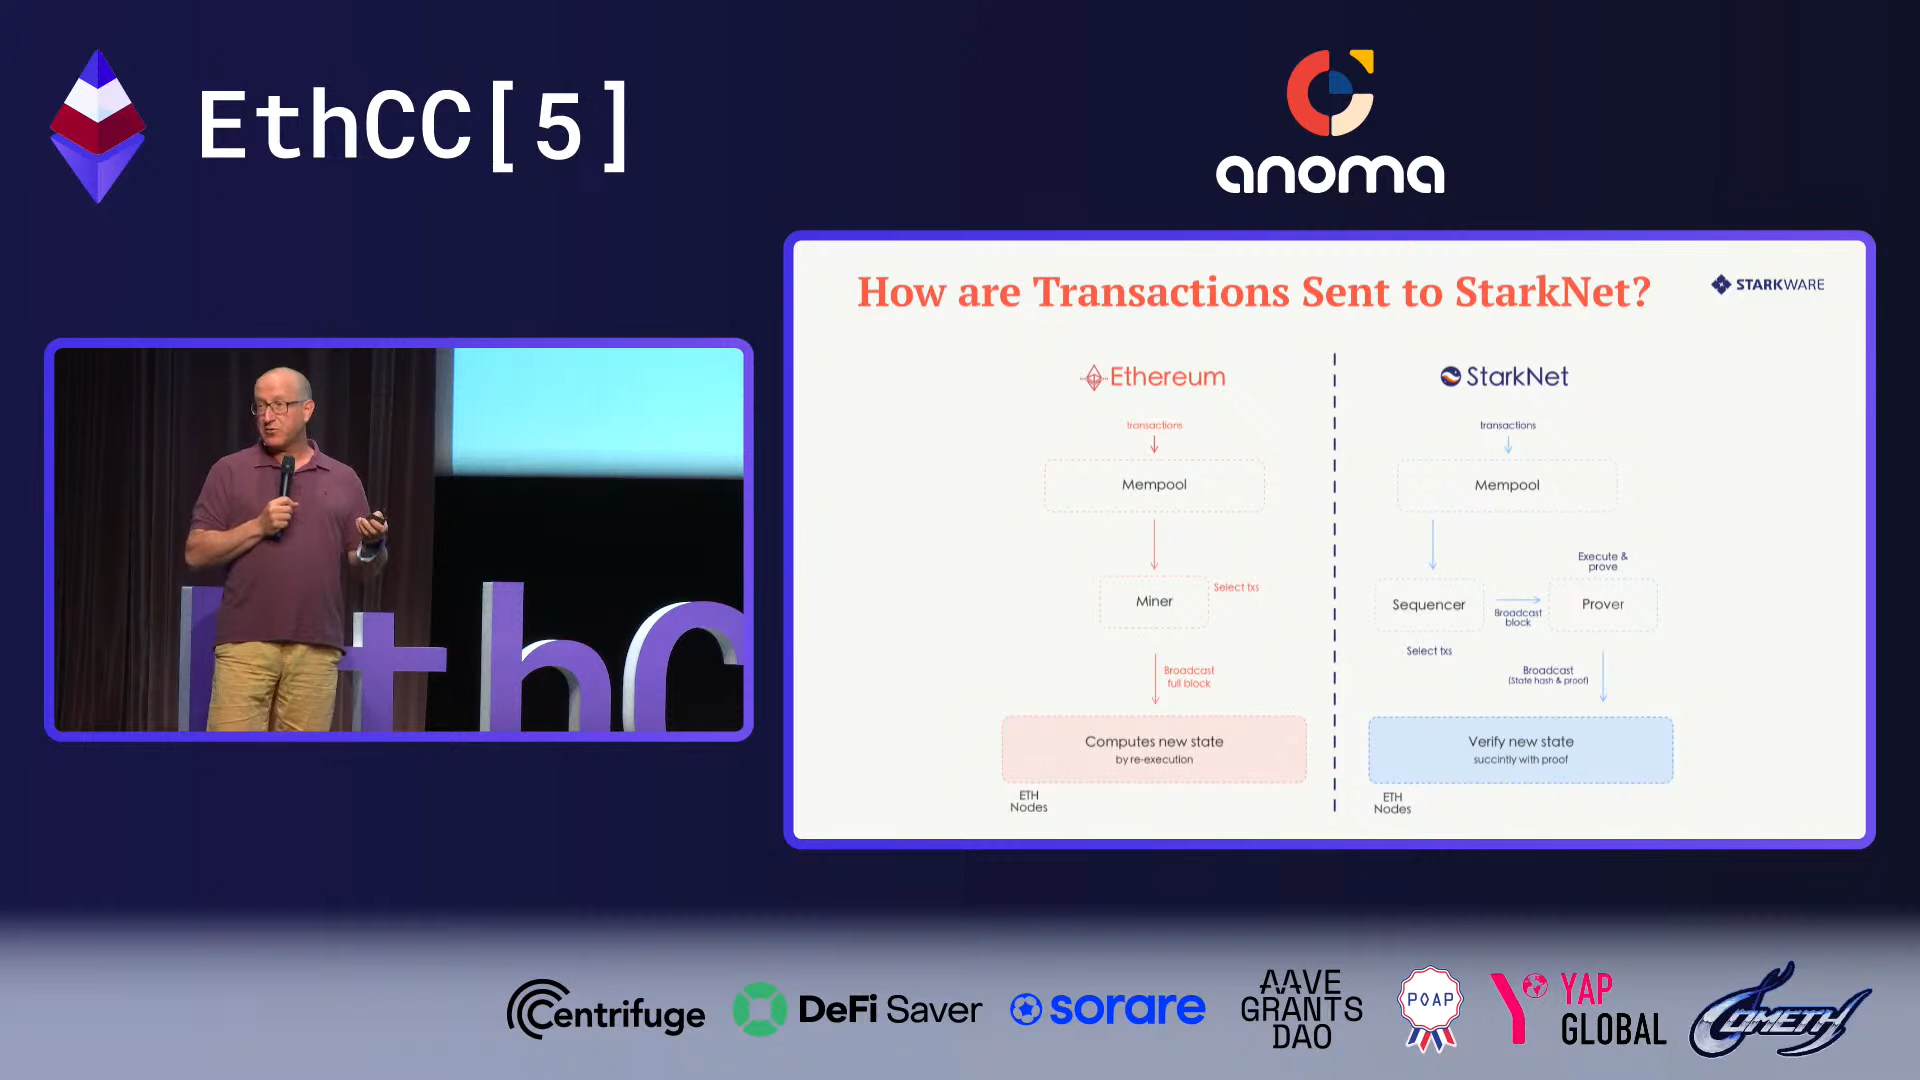 EthCC[5]
anoma
How are Transactions Sent to StarkNet?
STARKWARE
Ethereum
transactions
Mempool
Miner
Select txs
Broadcast
full block
Computes new state
by re-execution
ETH
Nodes
StarkNet
transactions
Mempool
Sequencer
Select txs
Broadcast
block
Execute &
prove
Prover
Broadcast
(State hash & proof)
Verify new state
succintly with proof
ETH
Nodes
EthC
Centrifuge
DeFi Saver
sorare
AAVE
GRANTS
DAO
POAP
YAP
GLOBAL
COMETH